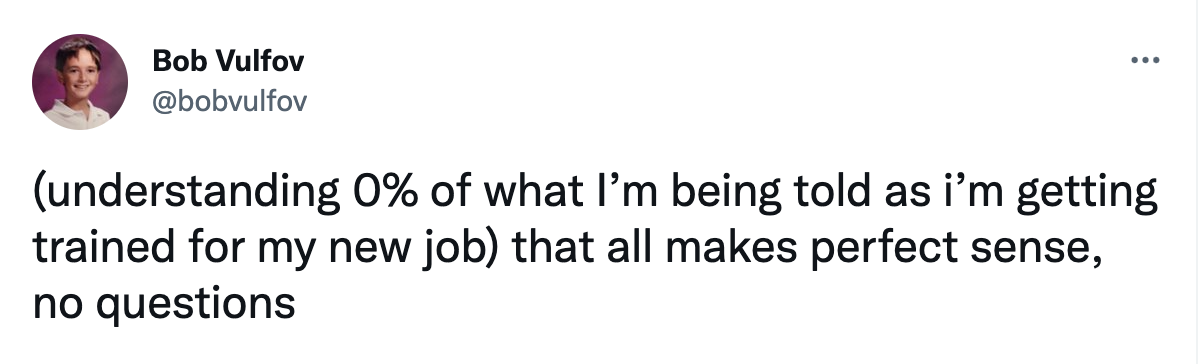 Bob Vulfov
@bobvulfov
(understanding 0% of what I’m being told as i’m getting
trained for my new job) that all makes perfect sense,
no questions